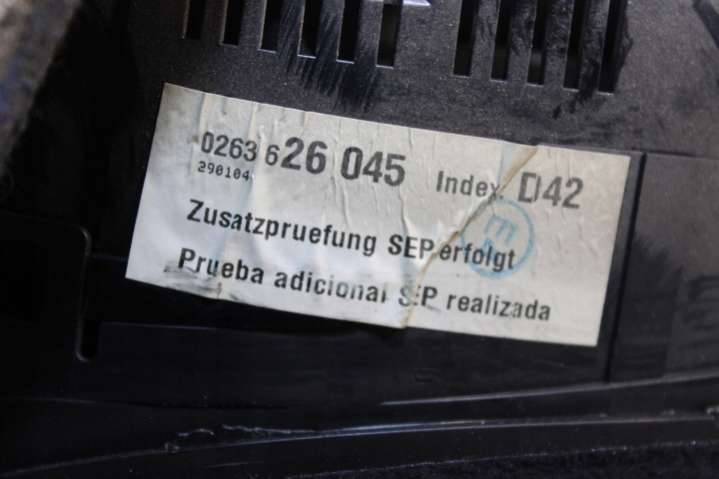 0263 626 045 Index D42
290104
Zusatzpruefung SEP erfolgt
Prueba adicional SEP realizada